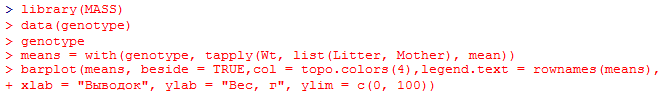 > library(MASS)
> data(genotype)
> genotype
> means = with(genotype, tapply(Wt, list(Litter, Mother), mean))
> barplot(means, beside = TRUE,col = topo.colors(4),legend.text = rownames(means),
+ xlab = "Выводок", ylab = "Вес, г", ylim = c(0, 100))